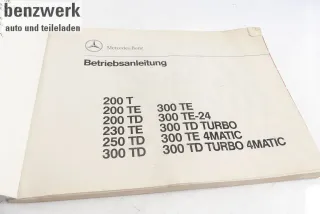 benzwerk
auto und teileladen
Mercedes-Benz
Betriebsanleitung
200 T
200 TE 300 TE
200 TD 300 TE-24
230 TE 300 TD TURBO
250 TD 300 TE 4MATIC
300 TD 300 TD TURBO 4MATIC